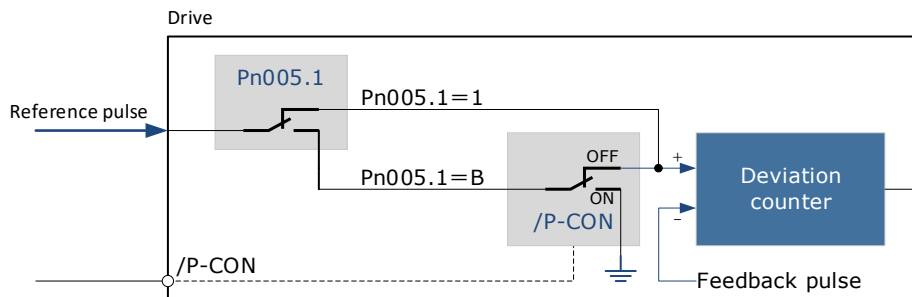 Drive
Pn005.1
Reference pulse
Pn005.1=1
OFF
+
Pn005.1=B
ON
−
Deviation
counter
/P-CON
/P-CON
Feedback pulse